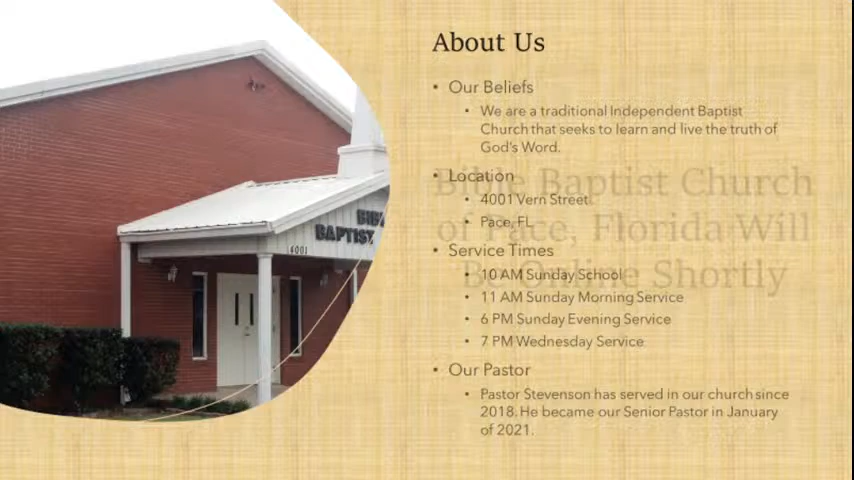 About Us
• Our Beliefs
• We are a traditional Independent Baptist
Church that seeks to learn and live the truth of
God's Word.
• Location
• 4001 Vern Street
• Pace, FL
• Service Times
• 10 AM Sunday School
• 11 AM Sunday Morning Service
• 6 PM Sunday Evening Service
• 7 PM Wednesday Service
• Our Pastor
• Pastor Stevenson has served in our church since
2018. He became our Senior Pastor in January
of 2021.
Bible Baptist Church
of Pace, Florida Will
Be Online Shortly
BIB
BAPTIST
4001